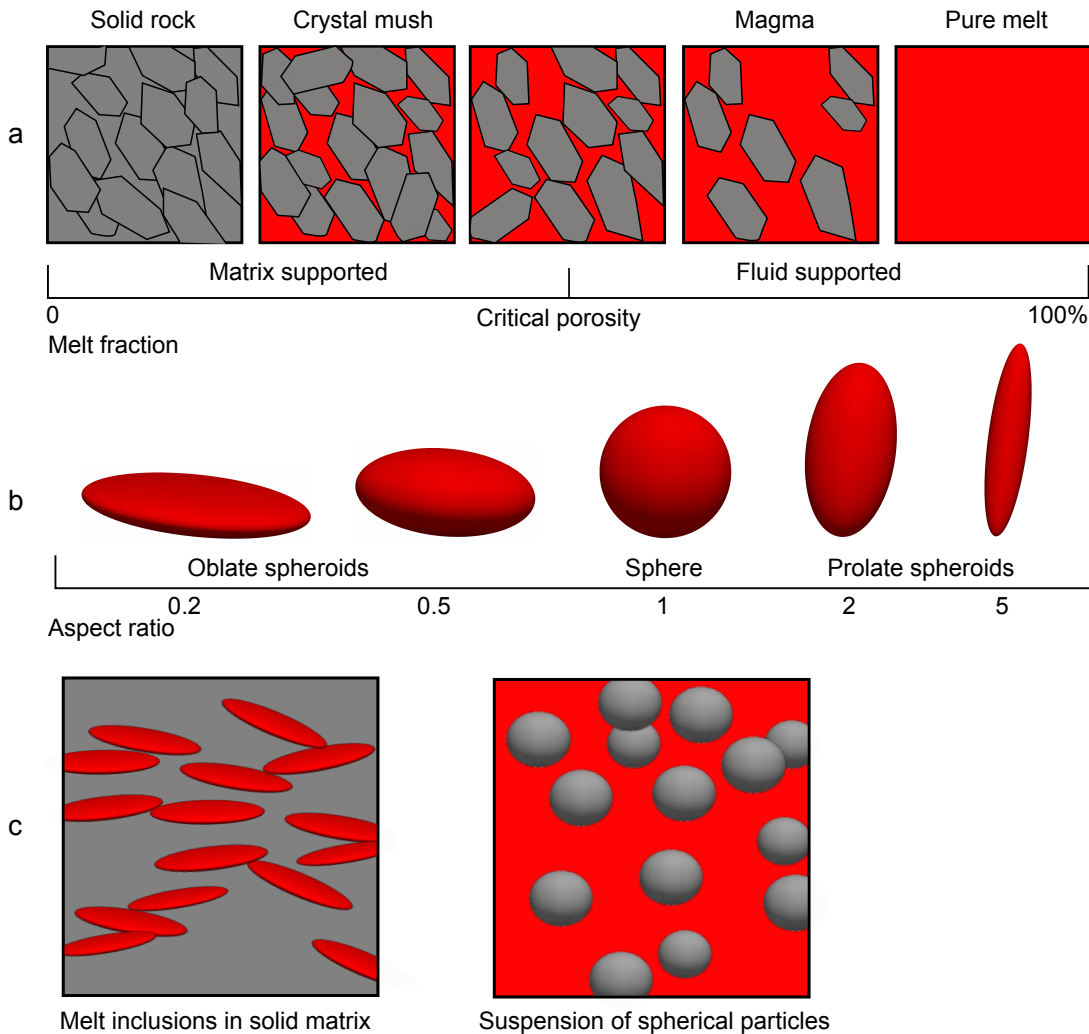 Solid rock Crystal mush Magma Pure melt
a
Matrix supported Fluid supported
0 Critical porosity 100%
Melt fraction
b
Oblate spheroids Sphere Prolate spheroids
0.2 0.5 1 2 5
Aspect ratio
c
Melt inclusions in solid matrix Suspension of spherical particles